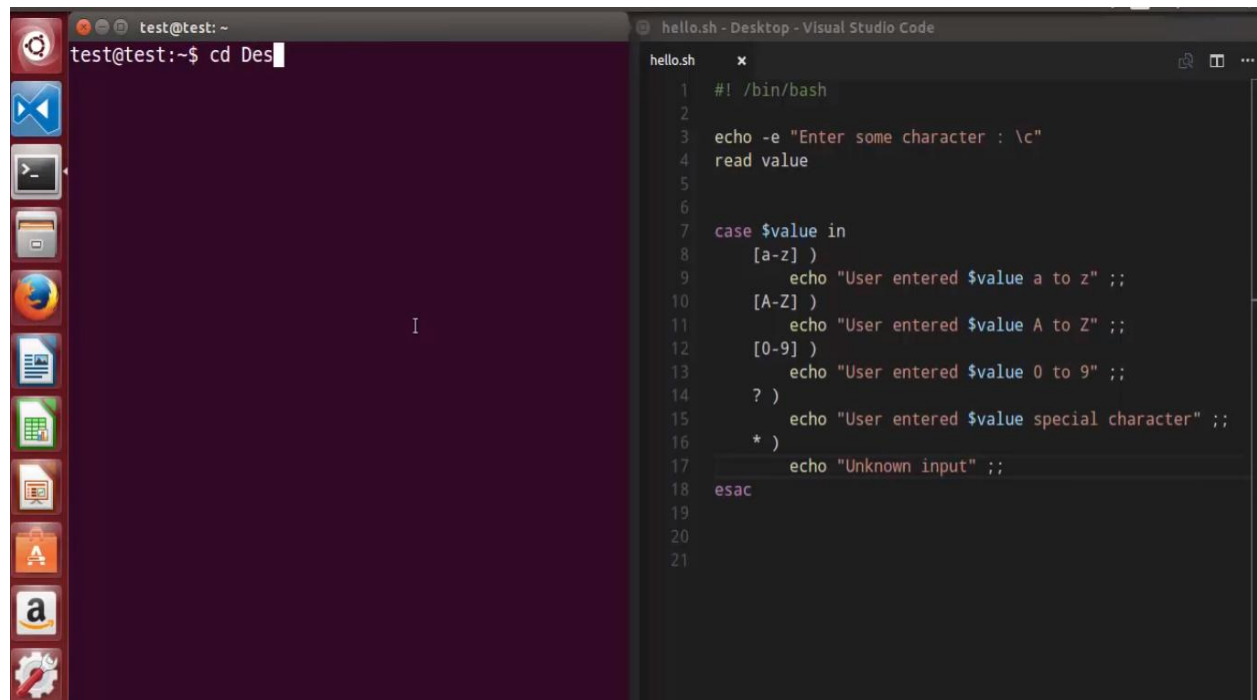 test@test: ~
test@test:~$ cd Des
hello.sh - Desktop - Visual Studio Code
hello.sh x
1 #! /bin/bash
2
3 echo -e "Enter some character : \c"
4 read value
5
6
7 case $value in
8 [a-z] )
9 echo "User entered $value a to z" ;;
10 [A-Z] )
11 echo "User entered $value A to Z" ;;
12 [0-9] )
13 echo "User entered $value 0 to 9" ;;
14 ? )
15 echo "User entered $value special character" ;;
16 * )
17 echo "Unknown input" ;;
18 esac
19
20
21